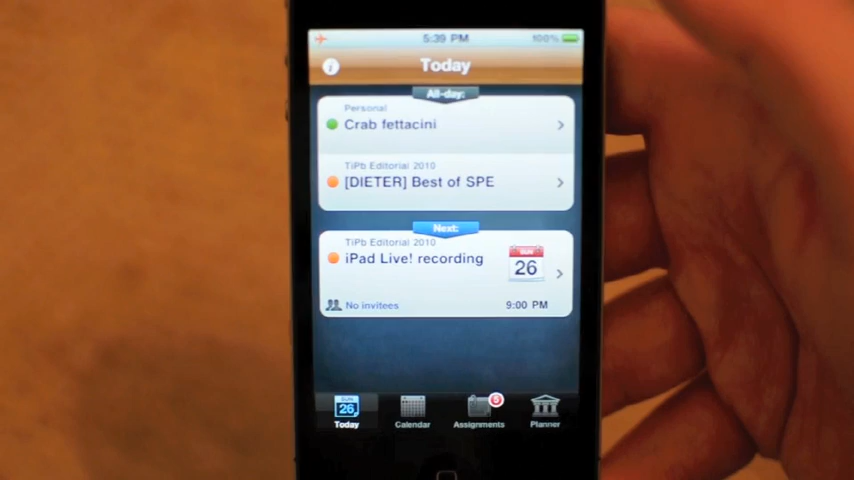 5:39 PM 100%
Today
All-day:
Personal
Crab fettacini
TiPb Editorial 2010
[DIETER] Best of SPE
Next:
TiPb Editorial 2010
iPad Live! recording
SUN
26
No invitees 9:00 PM
SUN
26
5
Today Calendar Assignments Planner